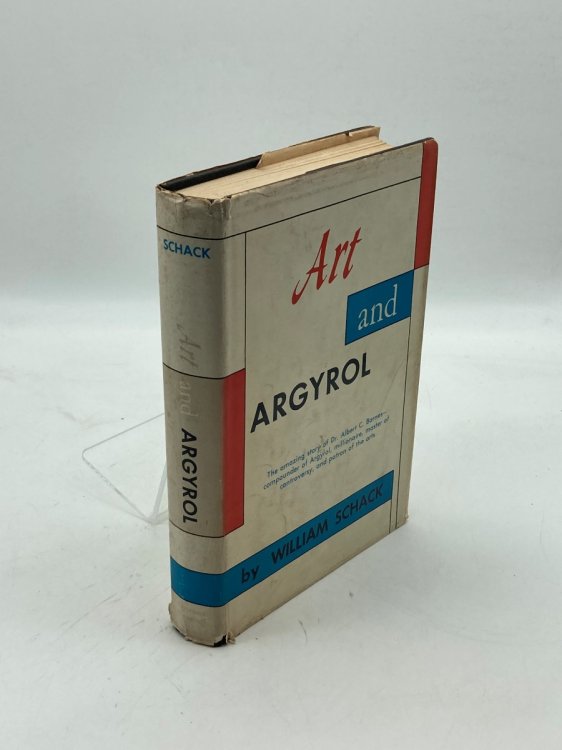 SCHACK
Art and ARGYROL
Art
and
ARGYROL
The amazing story of Dr. Albert C. Barnes—
compounder of Argyrol, millionaire, master of
controversy, and patron of the arts
by WILLIAM SCHACK